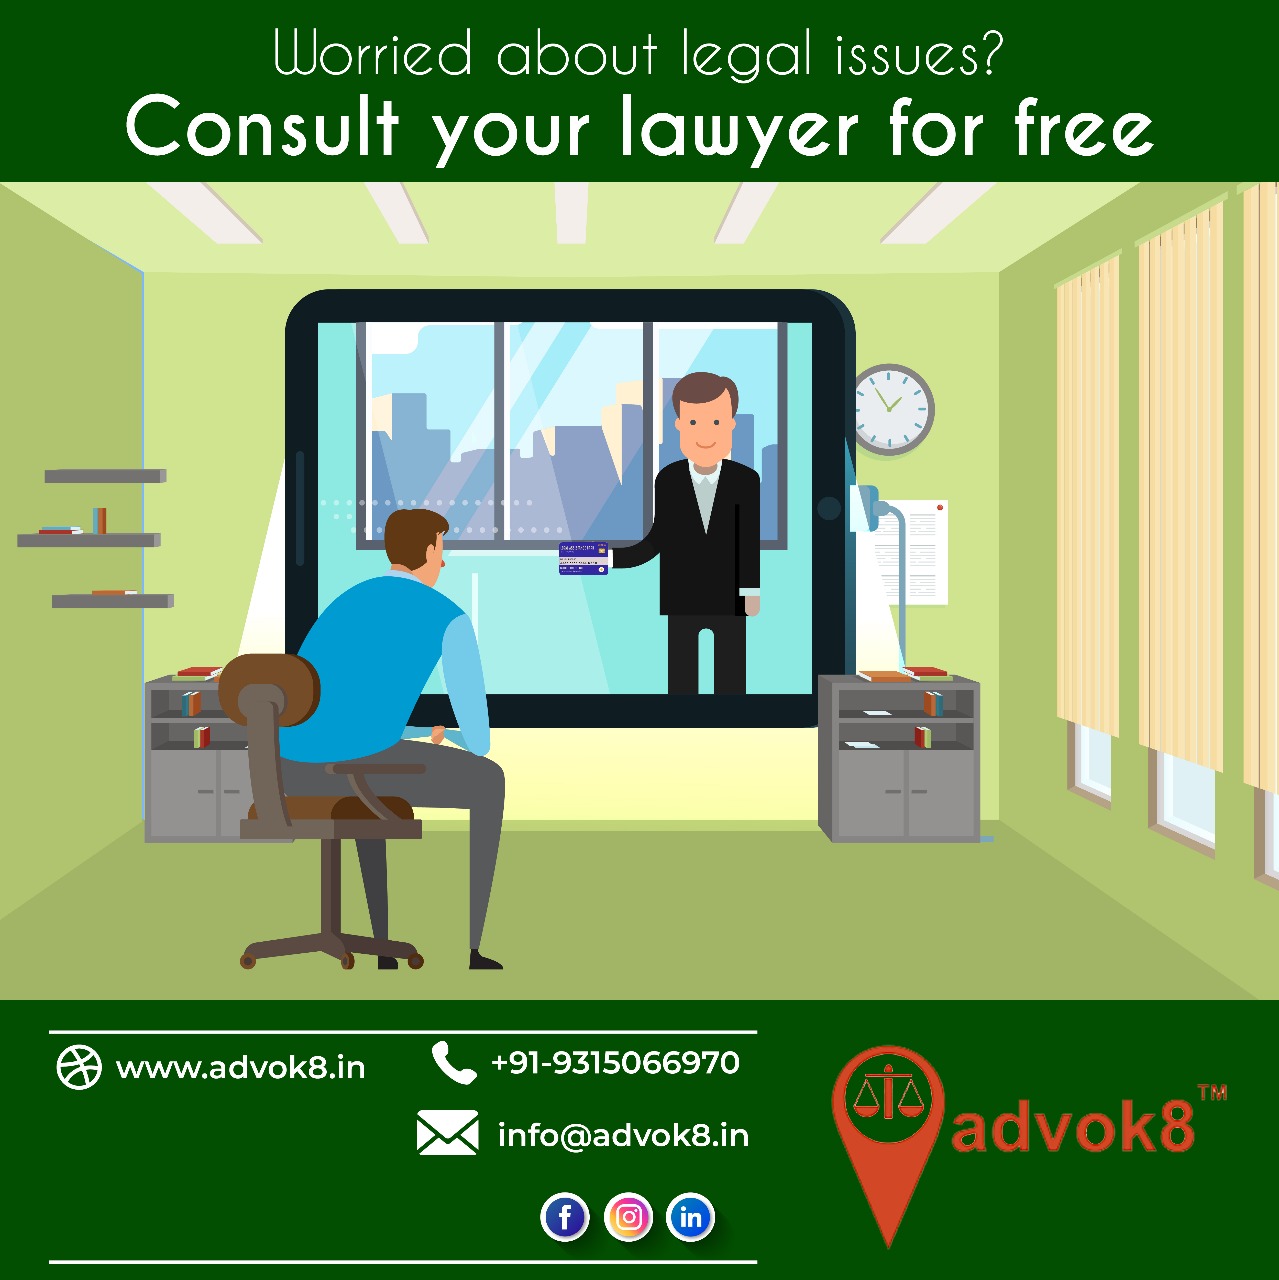 Worried about legal issues?
Consult your lawyer for free
www.advok8.in
+91-9315066970
info@advok8.in
advok8™